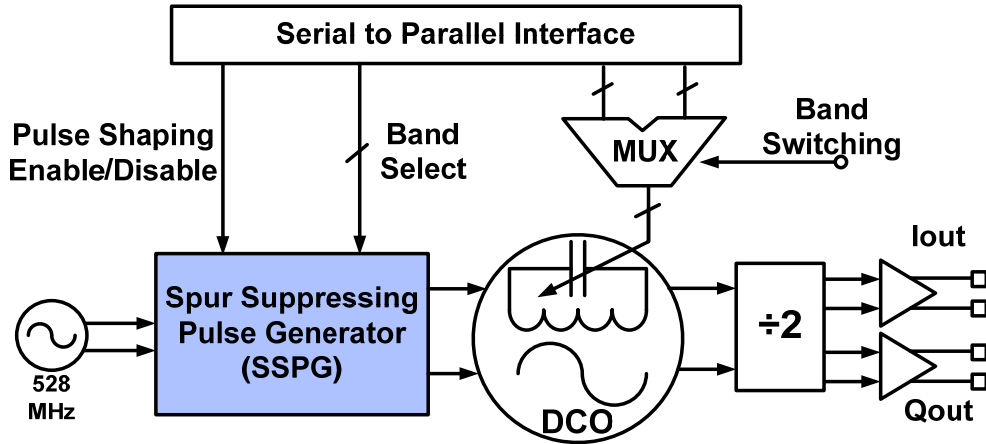 Serial to Parallel Interface
Pulse Shaping
Enable/Disable
Band
Select
MUX
Band
Switching
Spur Suppressing
Pulse Generator
(SSPG)
528
MHz
DCO
÷2
Iout
Qout